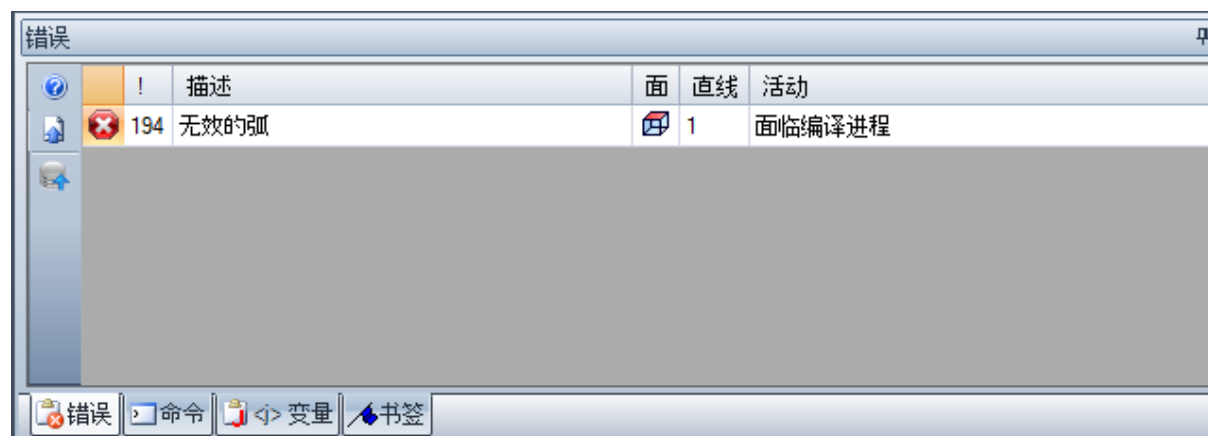 错误
! 描述 面 直线 活动
194 无效的弧 1 面临编译进程
错误 命令 <j> 变量 书签